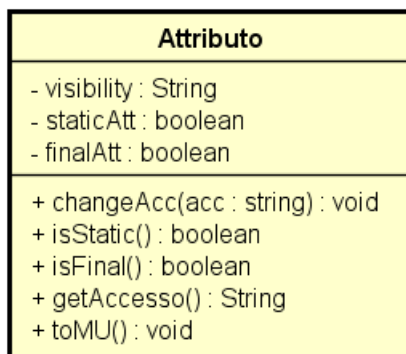 Attributo
- visibility : String
- staticAtt : boolean
- finalAtt : boolean
+ changeAcc(acc : string) : void
+ isStatic() : boolean
+ isFinal() : boolean
+ getAccesso() : String
+ toMU() : void